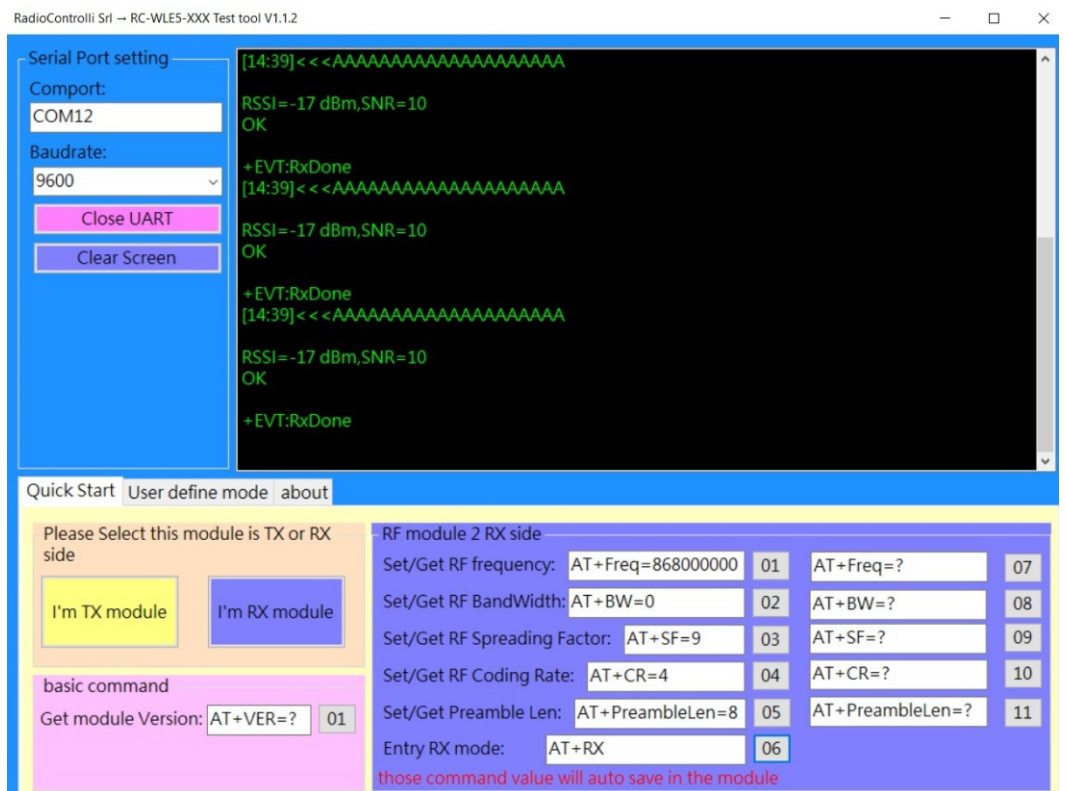 RadioControlli Srl → RC-WLE5-XXX Test tool V1.1.2
Serial Port setting
Comport:
COM12
Baudrate:
9600
Close UART
Clear Screen
[14:39]<<<AAAAAAAAAAAAAAAAAAAA
RSSI=-17 dBm,SNR=10
OK
+EVT:RxDone
[14:39]<<<AAAAAAAAAAAAAAAAAAAA
RSSI=-17 dBm,SNR=10
OK
+EVT:RxDone
[14:39]<<<AAAAAAAAAAAAAAAAAAAA
RSSI=-17 dBm,SNR=10
OK
+EVT:RxDone
Quick Start User define mode about
Please Select this module is TX or RX
side
I'm TX module I'm RX module
basic command
Get module Version: AT+VER=? 01
RF module 2 RX side
Set/Get RF frequency: AT+Freq=868000000 01 AT+Freq=? 07
Set/Get RF BandWidth: AT+BW=0 02 AT+BW=? 08
Set/Get RF Spreading Factor: AT+SF=9 03 AT+SF=? 09
Set/Get RF Coding Rate: AT+CR=4 04 AT+CR=? 10
Set/Get Preamble Len: AT+PreambleLen=8 05 AT+PreambleLen=? 11
Entry RX mode: AT+RX 06
those command value will auto save in the module